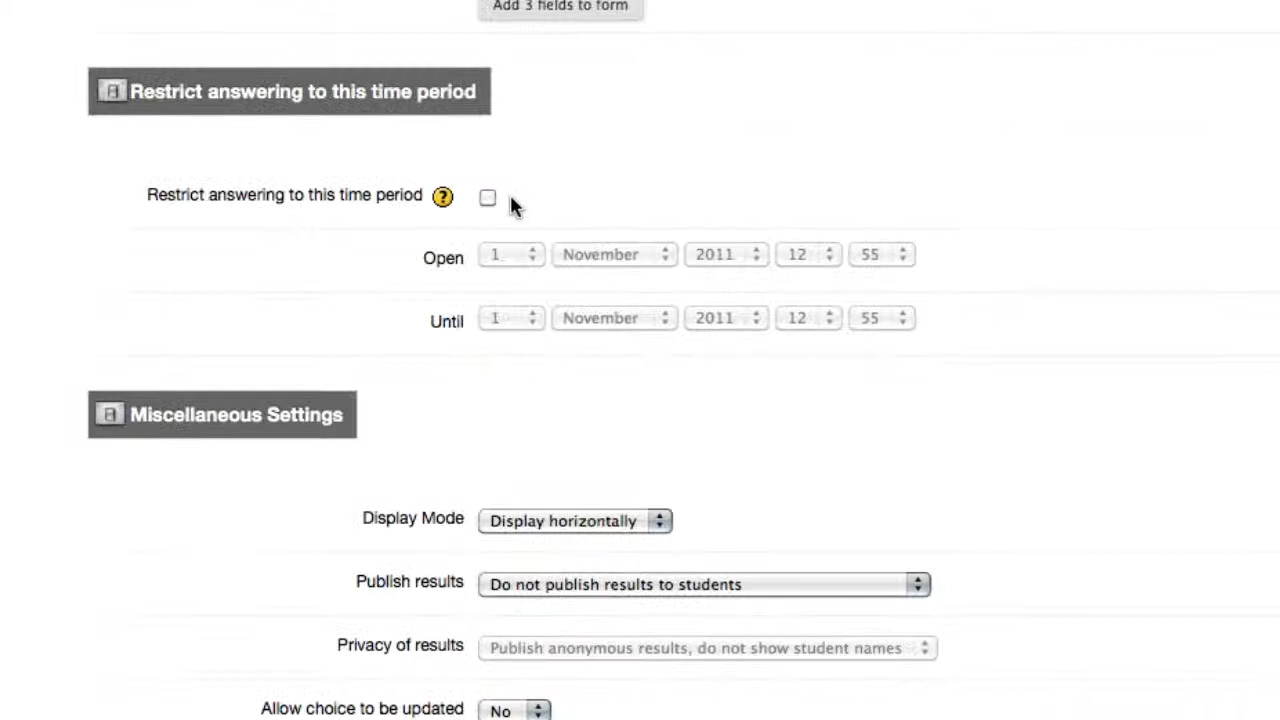 Add 3 fields to form
Restrict answering to this time period
Restrict answering to this time period ?
Open 1 November 2011 12 55
Until 1 November 2011 12 55
Miscellaneous Settings
Display Mode Display horizontally
Publish results Do not publish results to students
Privacy of results Publish anonymous results, do not show student names
Allow choice to be updated No